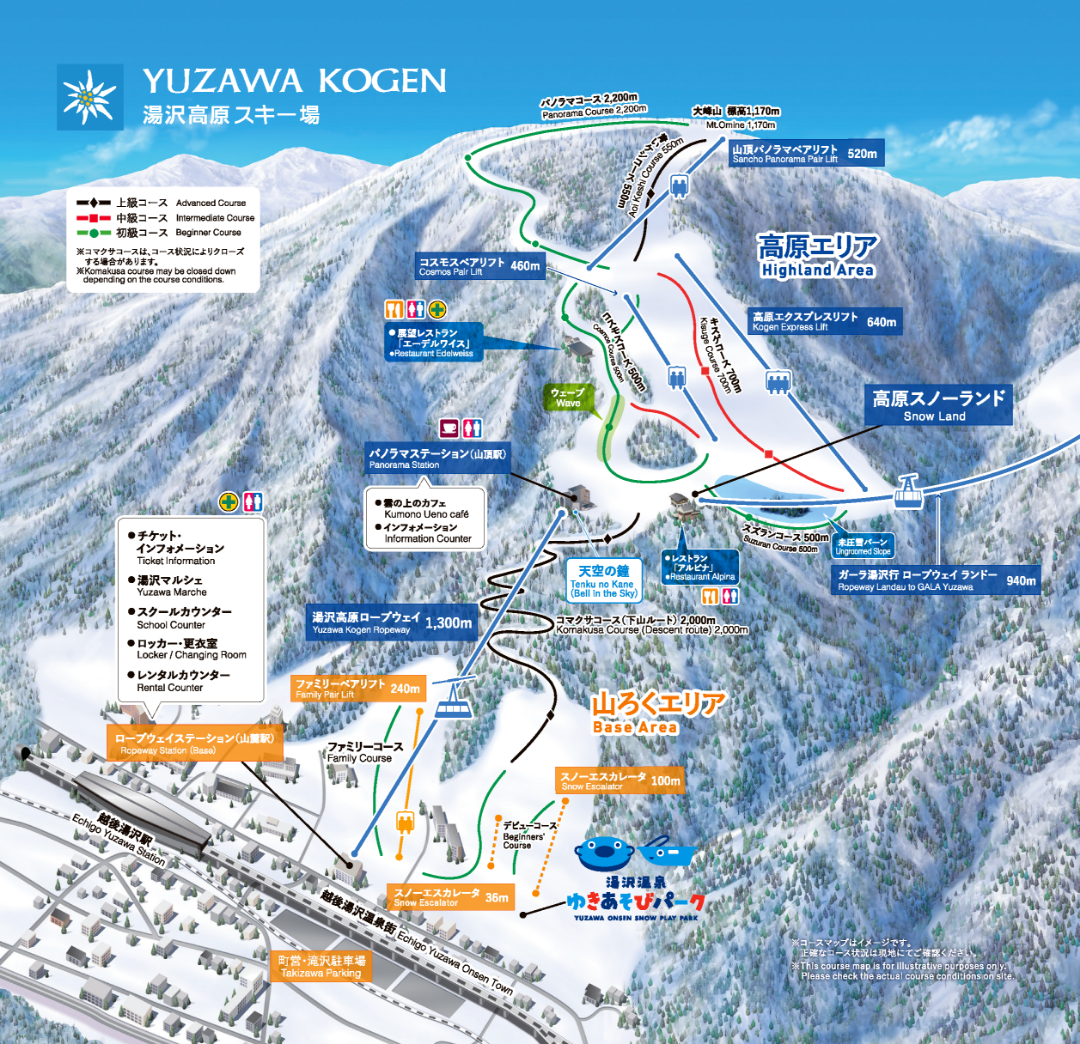 YUZAWA KOGEN
湯沢高原スキー場
上級コース Advanced Course
中級コース Intermediate Course
初級コース Beginner Course
※コマクサコースは、コース状況によりクローズ
する場合があります。
※Komakusa course may be closed down
depending on the course conditions.
パノラマコース 2,200m
Panorama Course 2,200m
大峰山 標高1,170m
Mt.Omine 1,170m
山頂パノラマペアリフト 520m
Sancho Panorama Pair Lift
Aoi Keshi Course 550m
高原エリア
Highland Area
コスモスペアリフト 460m
Cosmos Pair Lift
高原エクスプレスリフト 640m
Kogen Express Lift
コスモスコース 500m
Cosmos Course 500m
キスゲコース 700m
Kisuge Course 700m
展望レストラン
「エーデルワイス」
●Restaurant Edelweiss
ウェーブ
Wave
高原スノーランド
Snow Land
パノラマステーション(山頂駅)
Panorama Station
●雲の上のカフェ
Kumono Ueno café
●インフォメーション
Information Counter
天空の鐘
Tenku no Kane
(Bell in the Sky)
●レストラン
「アルピナ」
●Restaurant Alpina
スズランコース 500m
Suzuran Course 500m
未圧雪バーン
Ungroomed Slope
ガーラ湯沢行 ロープウェイ ランドー 940m
Ropeway Landau to GALA Yuzawa
●チケット・
インフォメーション
Ticket Information
●湯沢マルシェ
Yuzawa Marche
●スクールカウンター
School Counter
●ロッカー・更衣室
Locker / Changing Room
●レンタルカウンター
Rental Counter
湯沢高原ロープウェイ 1,300m
Yuzawa Kogen Ropeway
コマクサコース(下山ルート) 2,000m
Komakusa Course (Descent route) 2,000m
ファミリーペアリフト 240m
Family Pair Lift
山ろくエリア
Base Area
ロープウェイステーション(山麓駅)
Ropeway Station (Base)
ファミリーコース
Family Course
スノーエスカレータ 100m
Snow Escalator
デビューコース
Beginners'
Course
越後湯沢駅
Echigo Yuzawa Station
スノーエスカレータ 36m
Snow Escalator
湯沢温泉
ゆきあそびパーク
YUZAWA ONSEN SNOW PLAY PARK
越後湯沢温泉街 Echigo Yuzawa Onsen Town
町営・滝沢駐車場
Takizawa Parking
※コースマップはイメージです。
正確なコース状況は現地にてご確認ください。
※This course map is for illustrative purposes only.
Please check the actual course conditions on site.